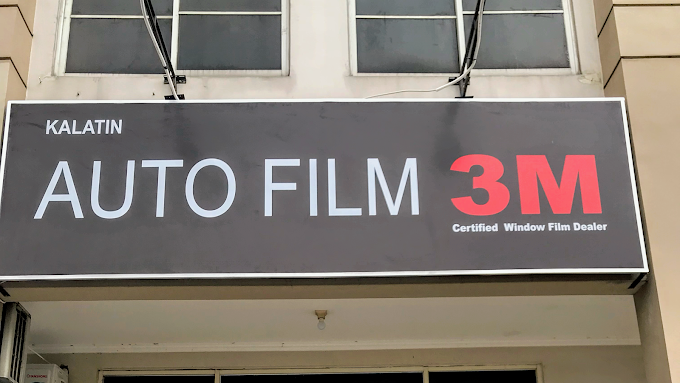 KALATIN
AUTO FILM 3M
Certified Window Film Dealer